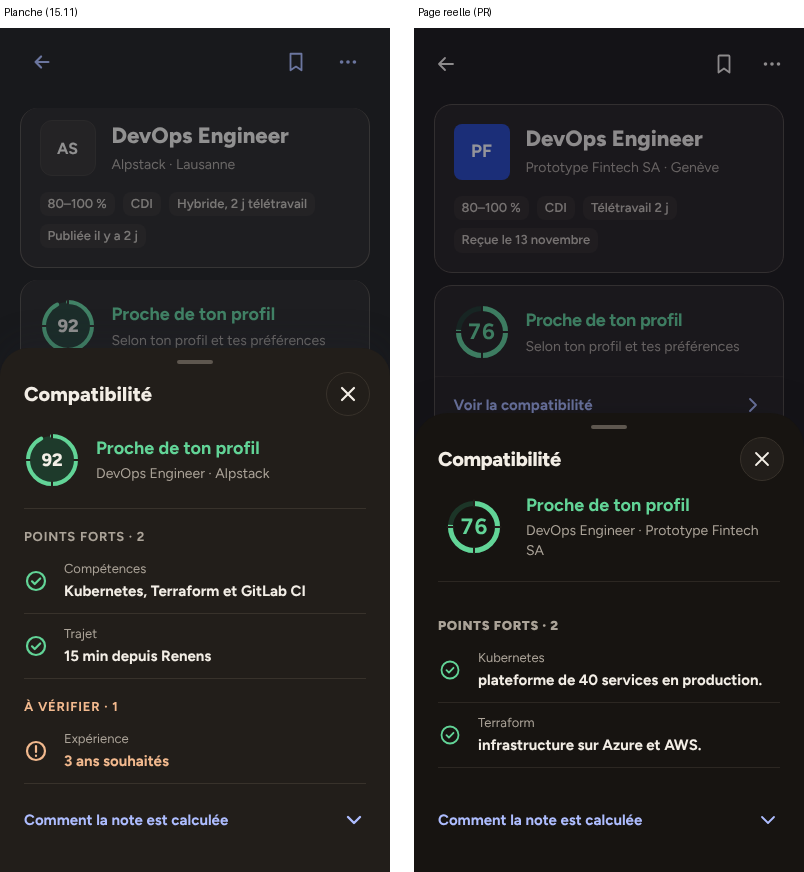 Planche (15.11)
AS
DevOps Engineer
Alpstack · Lausanne
80–100 %
CDI
Hybride, 2 j télétravail
Publiée il y a 2 j
92
Proche de ton profil
Selon ton profil et tes préférences
Compatibilité
92
Proche de ton profil
DevOps Engineer · Alpstack
POINTS FORTS · 2
Compétences
Kubernetes, Terraform et GitLab CI
Trajet
15 min depuis Renens
À VÉRIFIER · 1
Expérience
3 ans souhaités
Comment la note est calculée
Page reelle (PR)
PF
DevOps Engineer
Prototype Fintech SA · Genève
80–100 %
CDI
Télétravail 2 j
Reçue le 13 novembre
76
Proche de ton profil
Selon ton profil et tes préférences
Voir la compatibilité
Compatibilité
76
Proche de ton profil
DevOps Engineer · Prototype Fintech
SA
POINTS FORTS · 2
Kubernetes
plateforme de 40 services en production.
Terraform
infrastructure sur Azure et AWS.
Comment la note est calculée